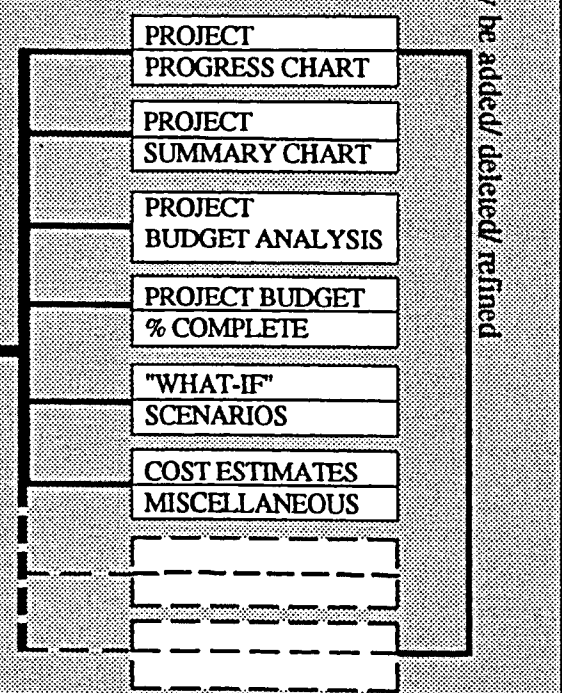 PROJECT
PROGRESS CHART
PROJECT
SUMMARY CHART
PROJECT
BUDGET ANALYSIS
PROJECT BUDGET
% COMPLETE
"WHAT-IF"
SCENARIOS
COST ESTIMATES
MISCELLANEOUS
be added/ deleted/ refined